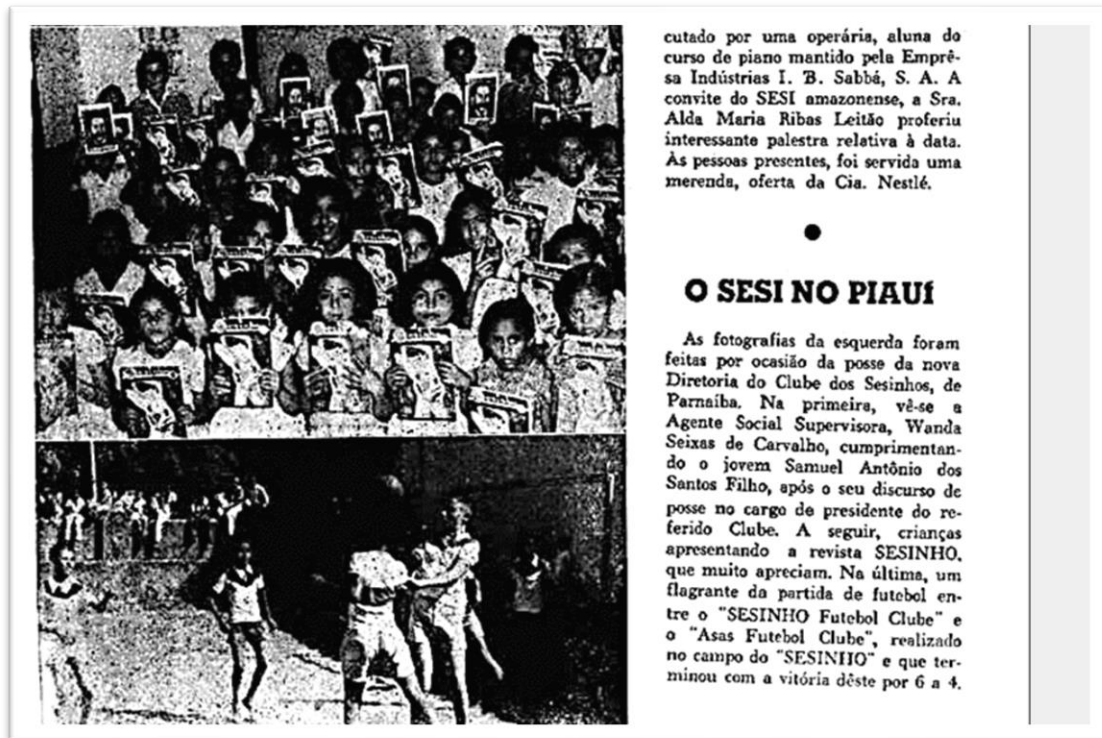 cutado por uma operária, aluna do
curso de piano mantido pela Emprê-
sa Indústrias I. B. Sabbá, S. A. A
convite do SESI amazonense, a Sra.
Alda Maria Ribas Leitão proferiu
interessante palestra relativa à data.
Às pessoas presentes, foi servida uma
merenda, oferta da Cia. Nestlé.
O SESI NO PIAUÍ
As fotografias da esquerda foram
feitas por ocasião da posse da nova
Diretoria do Clube dos Sesinhos, de
Parnaíba. Na primeira, vê-se a
Agente Social Supervisora, Wanda
Seixas de Carvalho, cumprimentan-
do o jovem Samuel Antônio dos
Santos Filho, após o seu discurso de
posse no cargo de presidente do re-
ferido Clube. A seguir, crianças
apresentando a revista SESINHO,
que muito apreciam. Na última, um
flagrante da partida de futebol en-
tre o "SESINHO Futebol Clube" e
o "Asas Futebol Clube", realizado
no campo do "SESINHO" e que ter-
minou com a vitória dêste por 6 a 4.